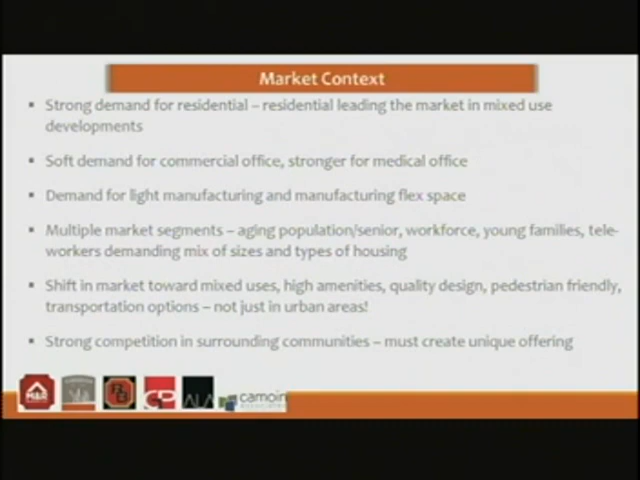 Market Context
▪ Strong demand for residential – residential leading the market in mixed use
developments
▪ Soft demand for commercial office, stronger for medical office
▪ Demand for light manufacturing and manufacturing flex space
▪ Multiple market segments – aging population/senior, workforce, young families, tele-
workers demanding mix of sizes and types of housing
▪ Shift in market toward mixed uses, high amenities, quality design, pedestrian friendly,
transportation options – not just in urban areas!
▪ Strong competition in surrounding communities – must create unique offering
M&R
GP
ALA
camoin